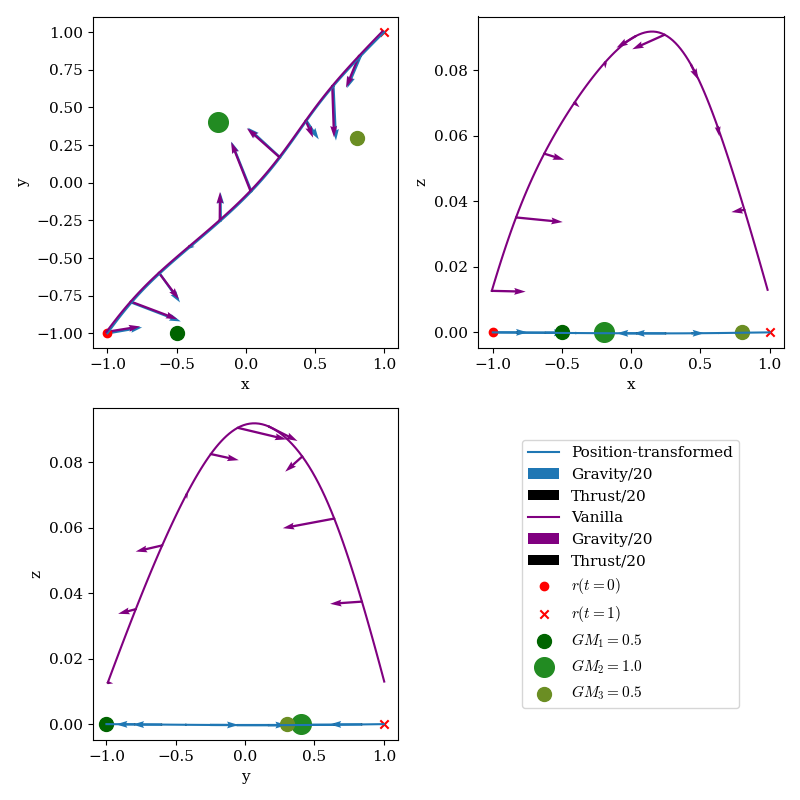 1.00
0.75
0.50
0.25
0.00
−0.25
−0.50
−0.75
−1.00
y
−1.0 −0.5 0.0 0.5 1.0
x
0.08
0.06
0.04
0.02
0.00
z
−1.0 −0.5 0.0 0.5 1.0
x
0.08
0.06
0.04
0.02
0.00
z
−1.0 −0.5 0.0 0.5 1.0
y
Position-transformed
Gravity/20
Thrust/20
Vanilla
Gravity/20
Thrust/20
r(t = 0)
r(t = 1)
GM₁ = 0.5
GM₂ = 1.0
GM₃ = 0.5